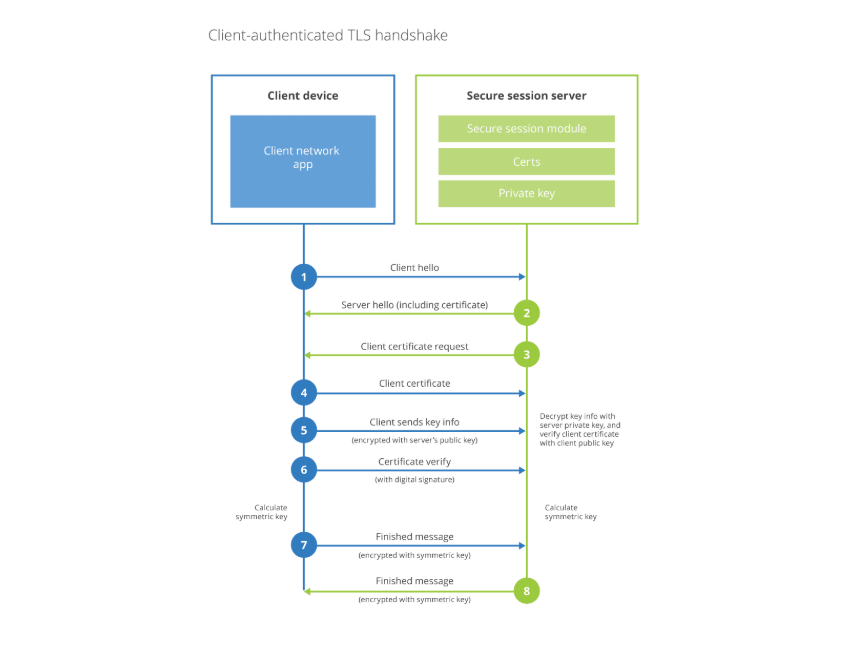 Client-authenticated TLS handshake
Client device
Client network
app
Secure session server
Secure session module
Certs
Private key
1
Client hello
Server hello (including certificate)
2
Client certificate request
3
4
Client certificate
5
Client sends key info
(encrypted with server's public key)
Decrypt key info with
server private key, and
verify client certificate
with client public key
6
Certificate verify
(with digital signature)
Calculate
symmetric key
Calculate
symmetric key
7
Finished message
(encrypted with symmetric key)
Finished message
(encrypted with symmetric key)
8